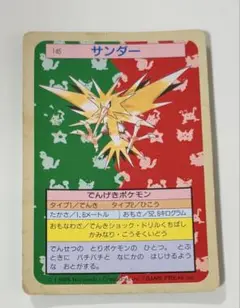 145
サンダー
でんげきポケモン
タイプ1/でんき タイプ2/ひこう
たかさ/1.6メートル おもさ/52.6キログラム
おもなわざ/でんきショック・ドリルくちばし
かみなり・こうそくいどう
でんせつの とりポケモンの ひとつ。 とぶ
ときに バチバチと なにかの はじけるよう
な おとがする。